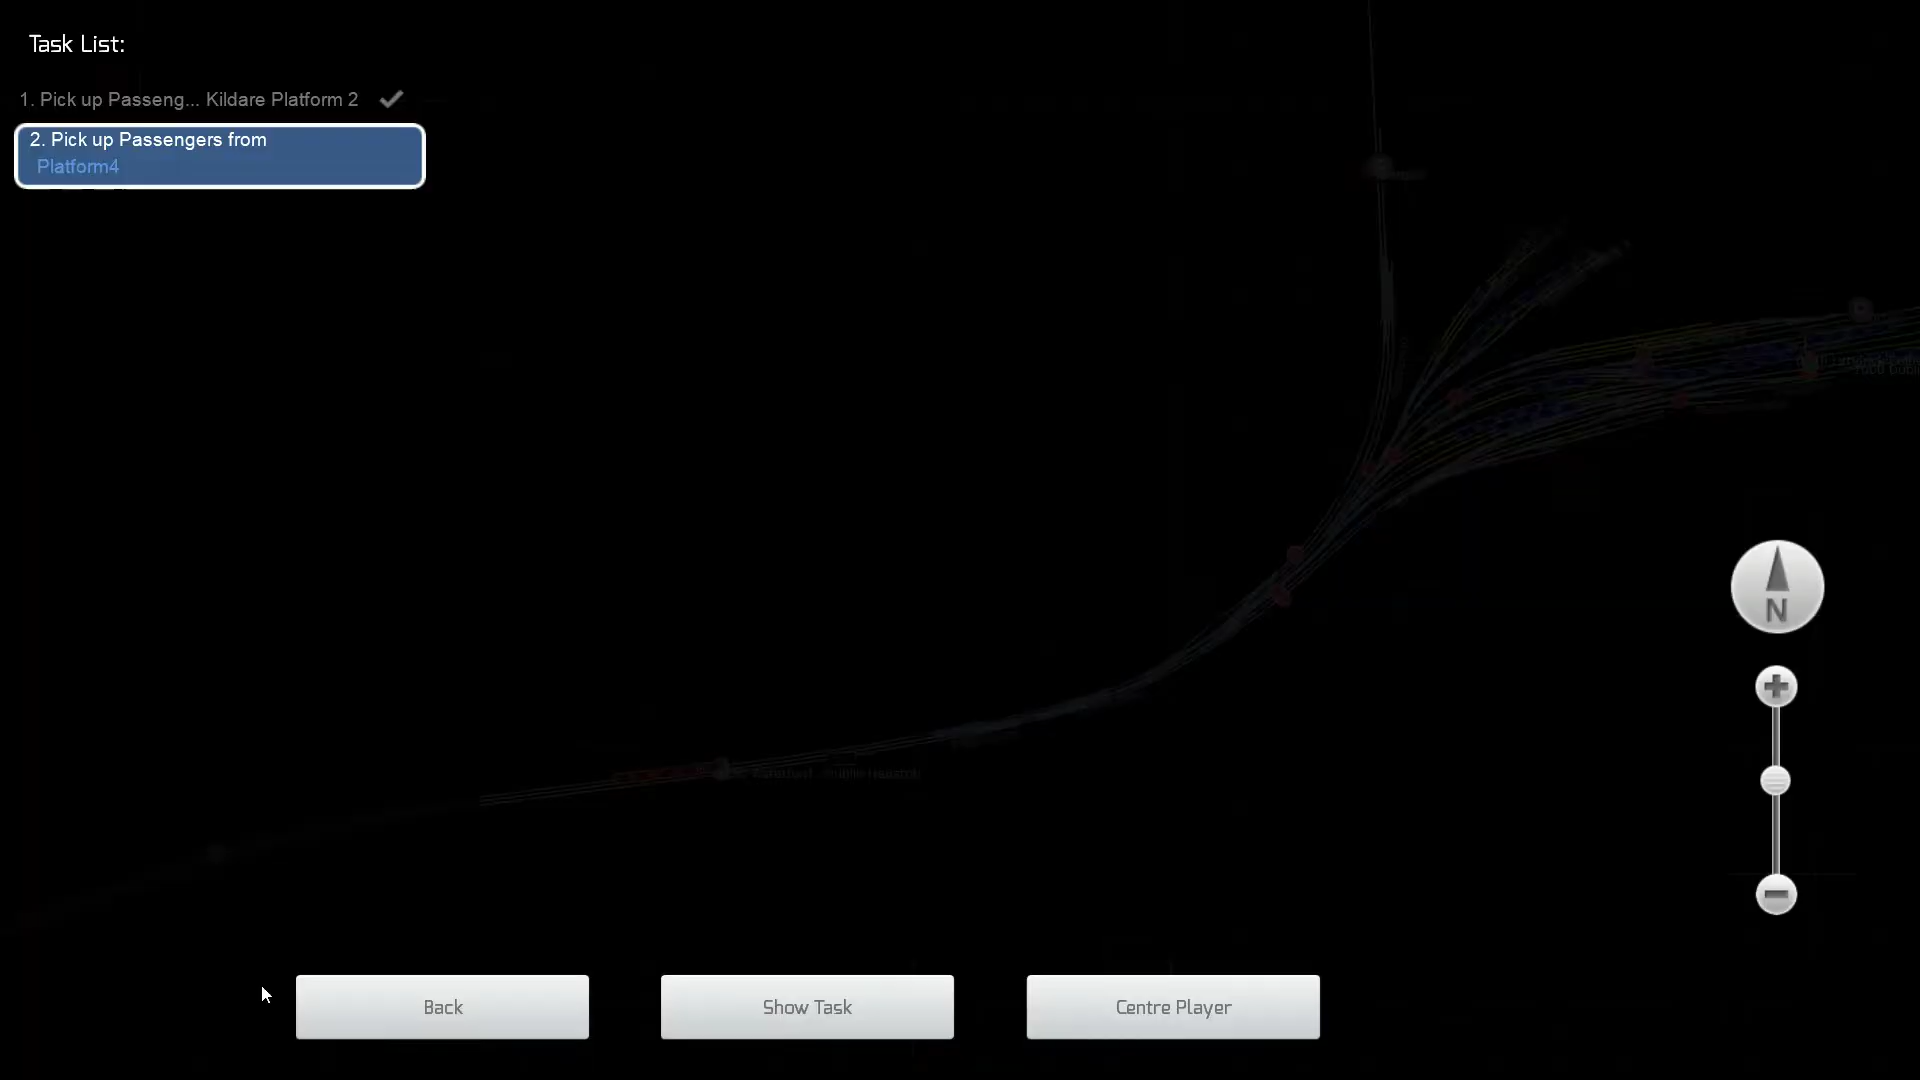 Task List:
1. Pick up Passeng... Kildare Platform 2
2. Pick up Passengers from
Platform4
N
Back
Show Task
Centre Player